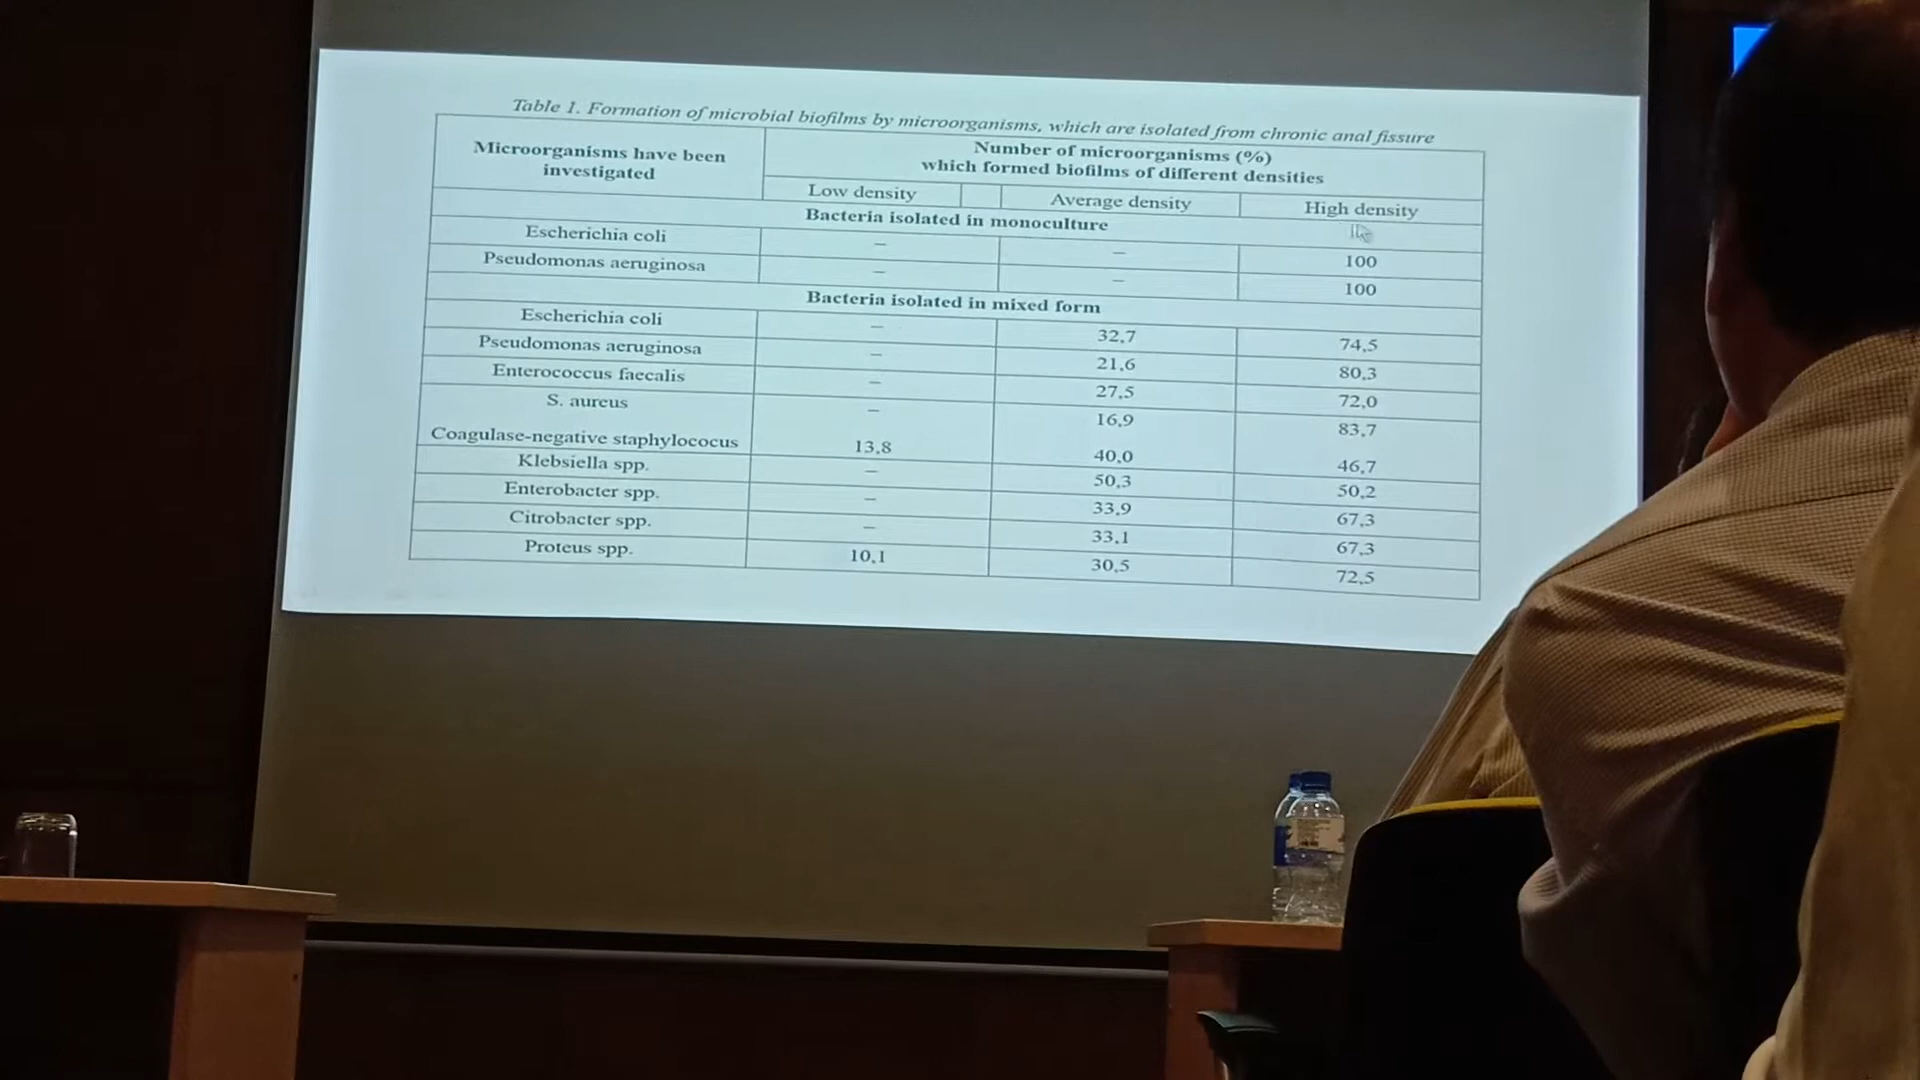 Table 1. Formation of microbial biofilms by microorganisms, which are isolated from chronic anal fissure
Microorganisms have been
investigated
Number of microorganisms (%)
which formed biofilms of different densities
Low density Average density High density
Bacteria isolated in monoculture
Escherichia coli – – 100
Pseudomonas aeruginosa – – 100
Bacteria isolated in mixed form
Escherichia coli – 32,7 74,5
Pseudomonas aeruginosa – 21,6 80,3
Enterococcus faecalis – 27,5 72,0
S. aureus – 16,9 83,7
Coagulase-negative staphylococus 13,8 40,0 46,7
Klebsiella spp. – 50,3 50,2
Enterobacter spp. – 33,9 67,3
Citrobacter spp. – 33,1 67,3
Proteus spp. 10,1 30,5 72,5